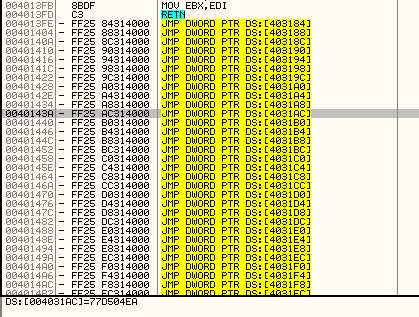 004013FB 8BDF MOV EBX,EDI
004013FD C3 RETN
004013FE - FF25 84314000 JMP DWORD PTR DS:[403184]
00401404 - FF25 88314000 JMP DWORD PTR DS:[403188]
0040140A - FF25 8C314000 JMP DWORD PTR DS:[40318C]
00401410 - FF25 90314000 JMP DWORD PTR DS:[403190]
00401416 - FF25 94314000 JMP DWORD PTR DS:[403194]
0040141C - FF25 98314000 JMP DWORD PTR DS:[403198]
00401422 - FF25 9C314000 JMP DWORD PTR DS:[40319C]
00401428 - FF25 A0314000 JMP DWORD PTR DS:[4031A0]
0040142E - FF25 A4314000 JMP DWORD PTR DS:[4031A4]
00401434 - FF25 A8314000 JMP DWORD PTR DS:[4031A8]
0040143A - FF25 AC314000 JMP DWORD PTR DS:[4031AC]
00401440 - FF25 B0314000 JMP DWORD PTR DS:[4031B0]
00401446 - FF25 B4314000 JMP DWORD PTR DS:[4031B4]
0040144C - FF25 B8314000 JMP DWORD PTR DS:[4031B8]
00401452 - FF25 BC314000 JMP DWORD PTR DS:[4031BC]
00401458 - FF25 C0314000 JMP DWORD PTR DS:[4031C0]
0040145E - FF25 C4314000 JMP DWORD PTR DS:[4031C4]
00401464 - FF25 C8314000 JMP DWORD PTR DS:[4031C8]
0040146A - FF25 CC314000 JMP DWORD PTR DS:[4031CC]
00401470 - FF25 D0314000 JMP DWORD PTR DS:[4031D0]
00401476 - FF25 D4314000 JMP DWORD PTR DS:[4031D4]
0040147C - FF25 D8314000 JMP DWORD PTR DS:[4031D8]
00401482 - FF25 DC314000 JMP DWORD PTR DS:[4031DC]
00401488 - FF25 E0314000 JMP DWORD PTR DS:[4031E0]
0040148E - FF25 E4314000 JMP DWORD PTR DS:[4031E4]
00401494 - FF25 E8314000 JMP DWORD PTR DS:[4031E8]
0040149A - FF25 EC314000 JMP DWORD PTR DS:[4031EC]
004014A0 - FF25 F0314000 JMP DWORD PTR DS:[4031F0]
004014A6 - FF25 F4314000 JMP DWORD PTR DS:[4031F4]
004014AC - FF25 F8314000 JMP DWORD PTR DS:[4031F8]
004014B2 - FF25 FC314000 JMP DWORD PTR DS:[4031FC]
DS:[004031AC]=77D504EA